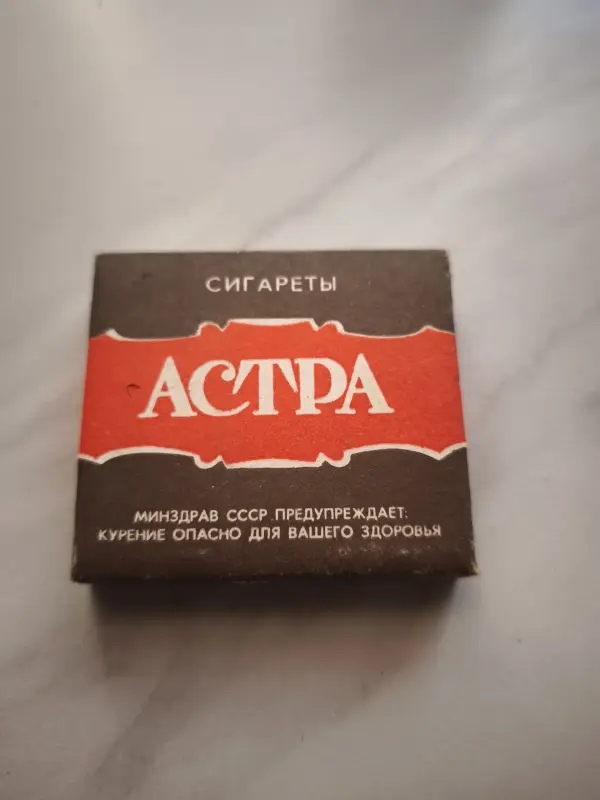 СИГАРЕТЫ
АСТРА
МИНЗДРАВ СССР ПРЕДУПРЕЖДАЕТ:
КУРЕНИЕ ОПАСНО ДЛЯ ВАШЕГО ЗДОРОВЬЯ